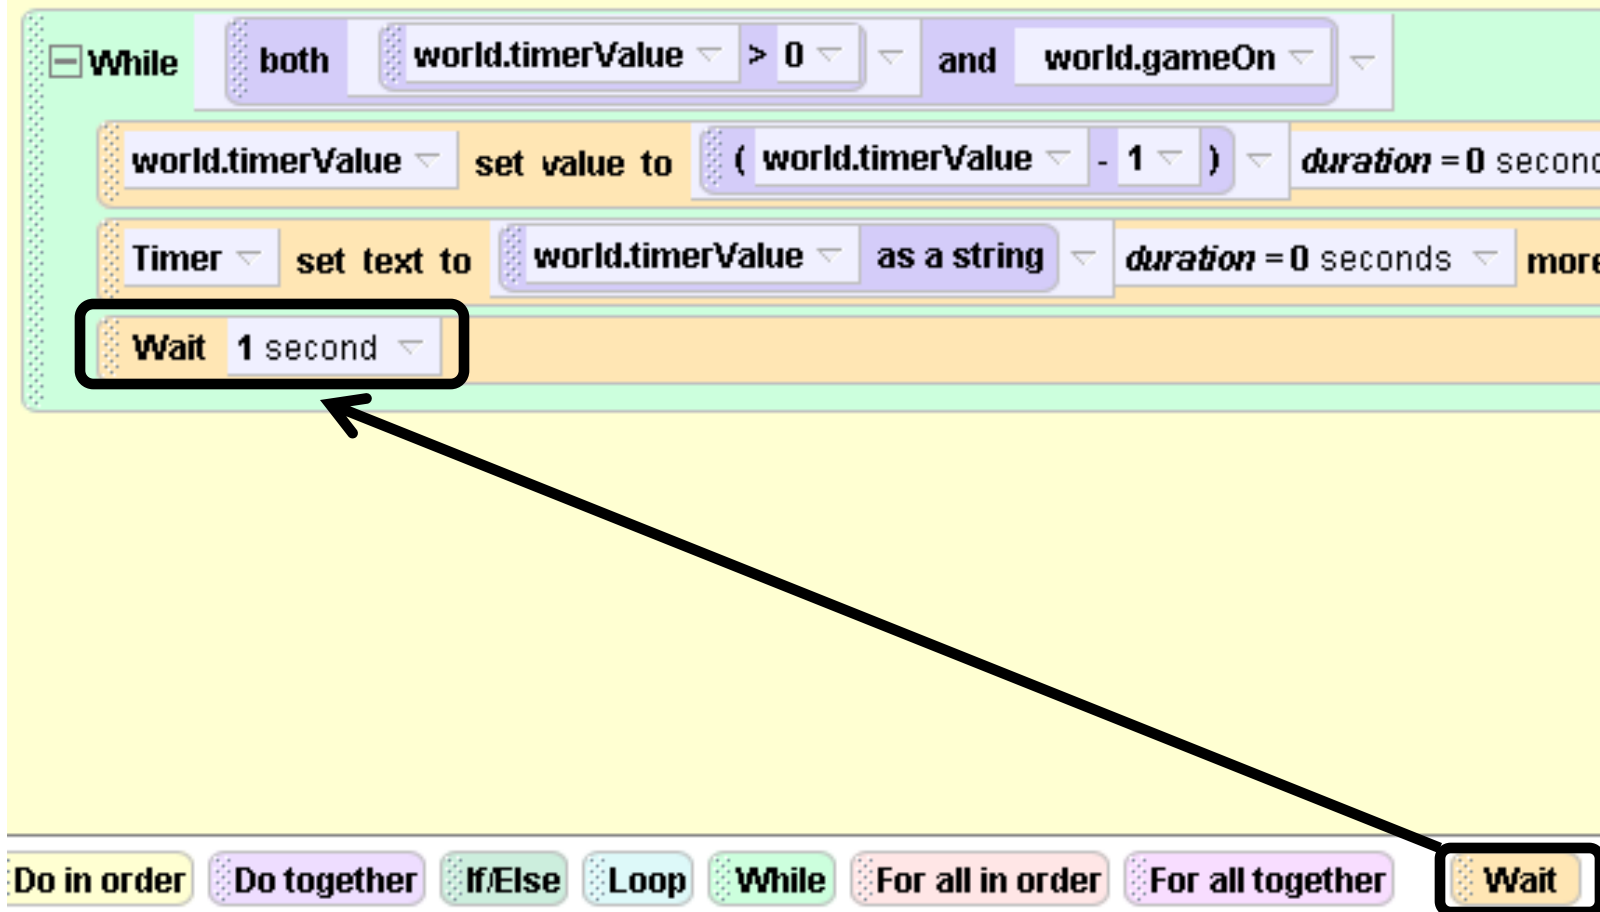 While both world.timerValue > 0 and world.gameOn
world.timerValue set value to ( world.timerValue - 1 ) duration = 0
Timer set text to world.timerValue as a string duration = 0 seconds more
Wait 1 second
Do in order Do together If/Else Loop While For all in order For all together Wait